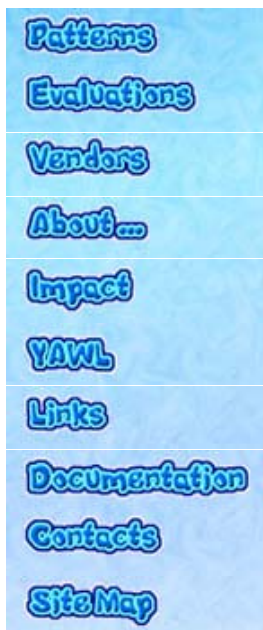 Patterns
Evaluations
Vendors
About...
Impact
YAWL
Links
Documentation
Contacts
Site Map